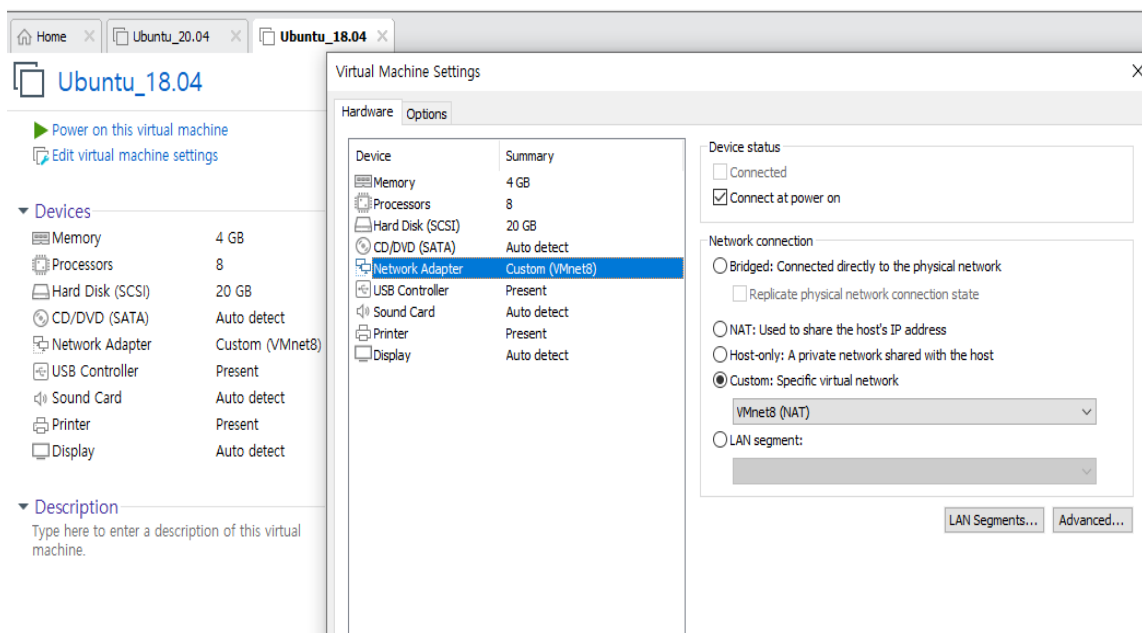 Home
Ubuntu_20.04
Ubuntu_18.04
Ubuntu_18.04
Power on this virtual machine
Edit virtual machine settings
Devices
Memory 4 GB
Processors 8
Hard Disk (SCSI) 20 GB
CD/DVD (SATA) Auto detect
Network Adapter Custom (VMnet8)
USB Controller Present
Sound Card Auto detect
Printer Present
Display Auto detect
Description
Type here to enter a description of this virtual
machine.
Virtual Machine Settings
Hardware Options
Device Summary
Memory 4 GB
Processors 8
Hard Disk (SCSI) 20 GB
CD/DVD (SATA) Auto detect
Network Adapter Custom (VMnet8)
USB Controller Present
Sound Card Auto detect
Printer Present
Display Auto detect
Device status
Connected
Connect at power on
Network connection
Bridged: Connected directly to the physical network
Replicate physical network connection state
NAT: Used to share the host's IP address
Host-only: A private network shared with the host
Custom: Specific virtual network
VMnet8 (NAT)
LAN segment:
LAN Segments... Advanced...